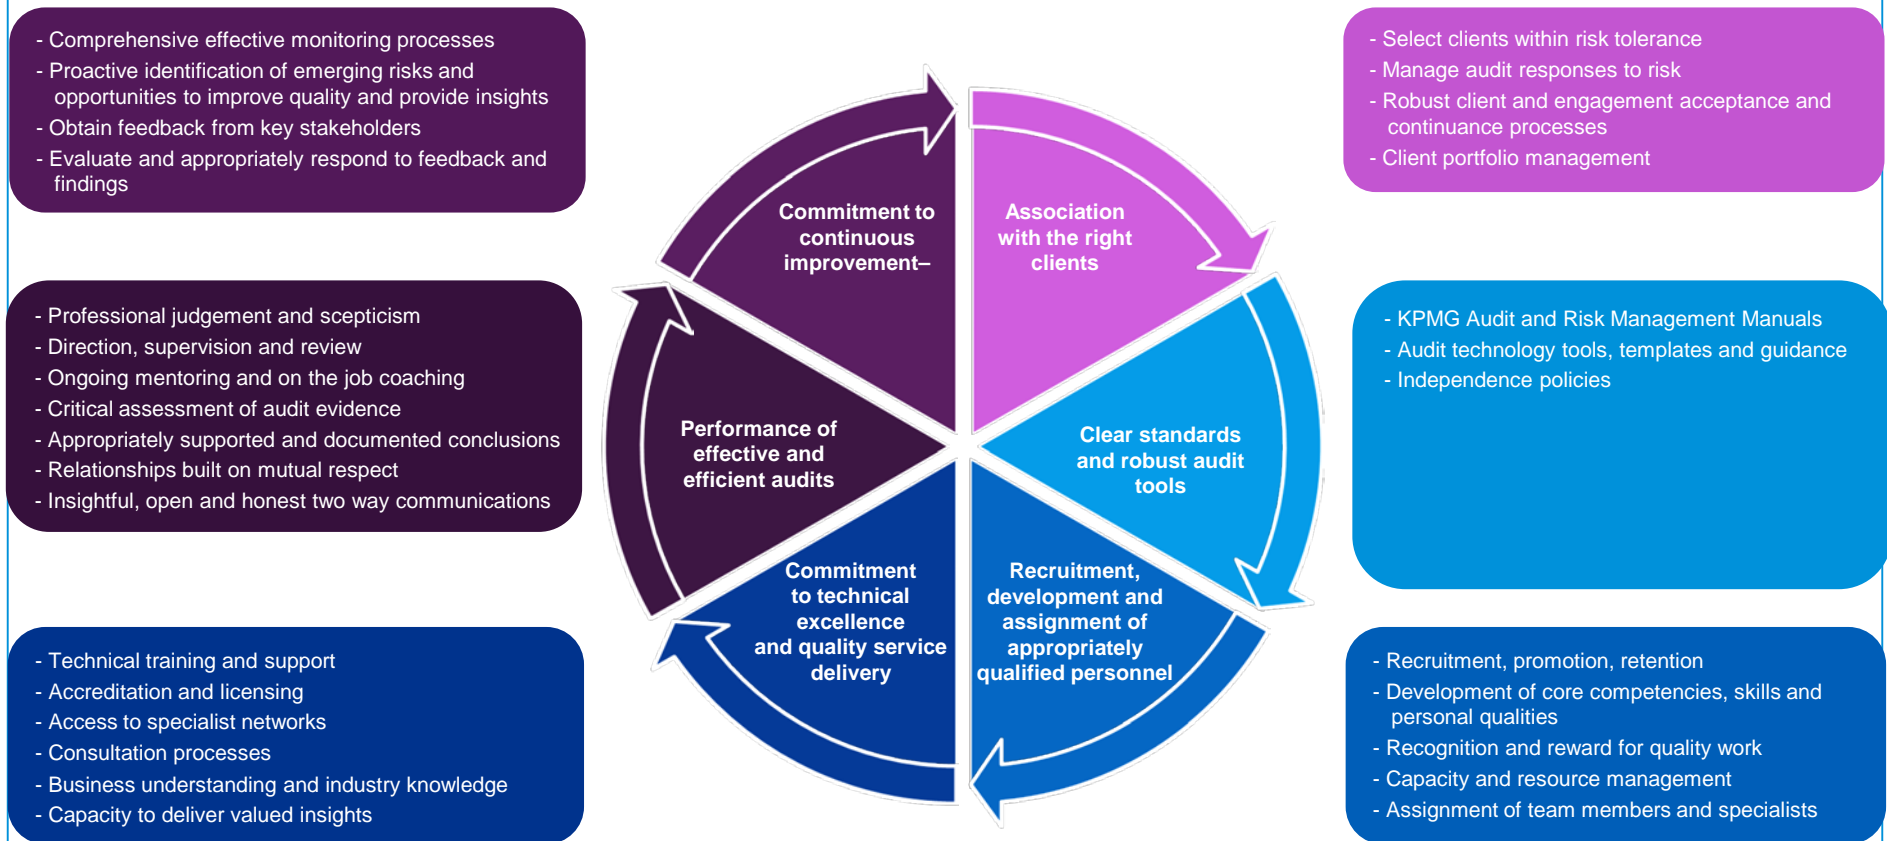 - Comprehensive effective monitoring processes
- Proactive identification of emerging risks and
opportunities to improve quality and provide insights
- Obtain feedback from key stakeholders
- Evaluate and appropriately respond to feedback and
findings
- Select clients within risk tolerance
- Manage audit responses to risk
- Robust client and engagement acceptance and
continuance processes
- Client portfolio management
Commitment to
continuous
improvement–
Association
with the right
clients
- Professional judgement and scepticism
- Direction, supervision and review
- Ongoing mentoring and on the job coaching
- Critical assessment of audit evidence
- Appropriately supported and documented conclusions
- Relationships built on mutual respect
- Insightful, open and honest two way communications
Performance of
effective and
efficient audits
Clear standards
and robust audit
tools
- KPMG Audit and Risk Management Manuals
- Audit technology tools, templates and guidance
- Independence policies
Commitment
to technical
excellence
and quality service
delivery
Recruitment,
development and
assignment of
appropriately
qualified personnel
- Technical training and support
- Accreditation and licensing
- Access to specialist networks
- Consultation processes
- Business understanding and industry knowledge
- Capacity to deliver valued insights
- Recruitment, promotion, retention
- Development of core competencies, skills and
personal qualities
- Recognition and reward for quality work
- Capacity and resource management
- Assignment of team members and specialists